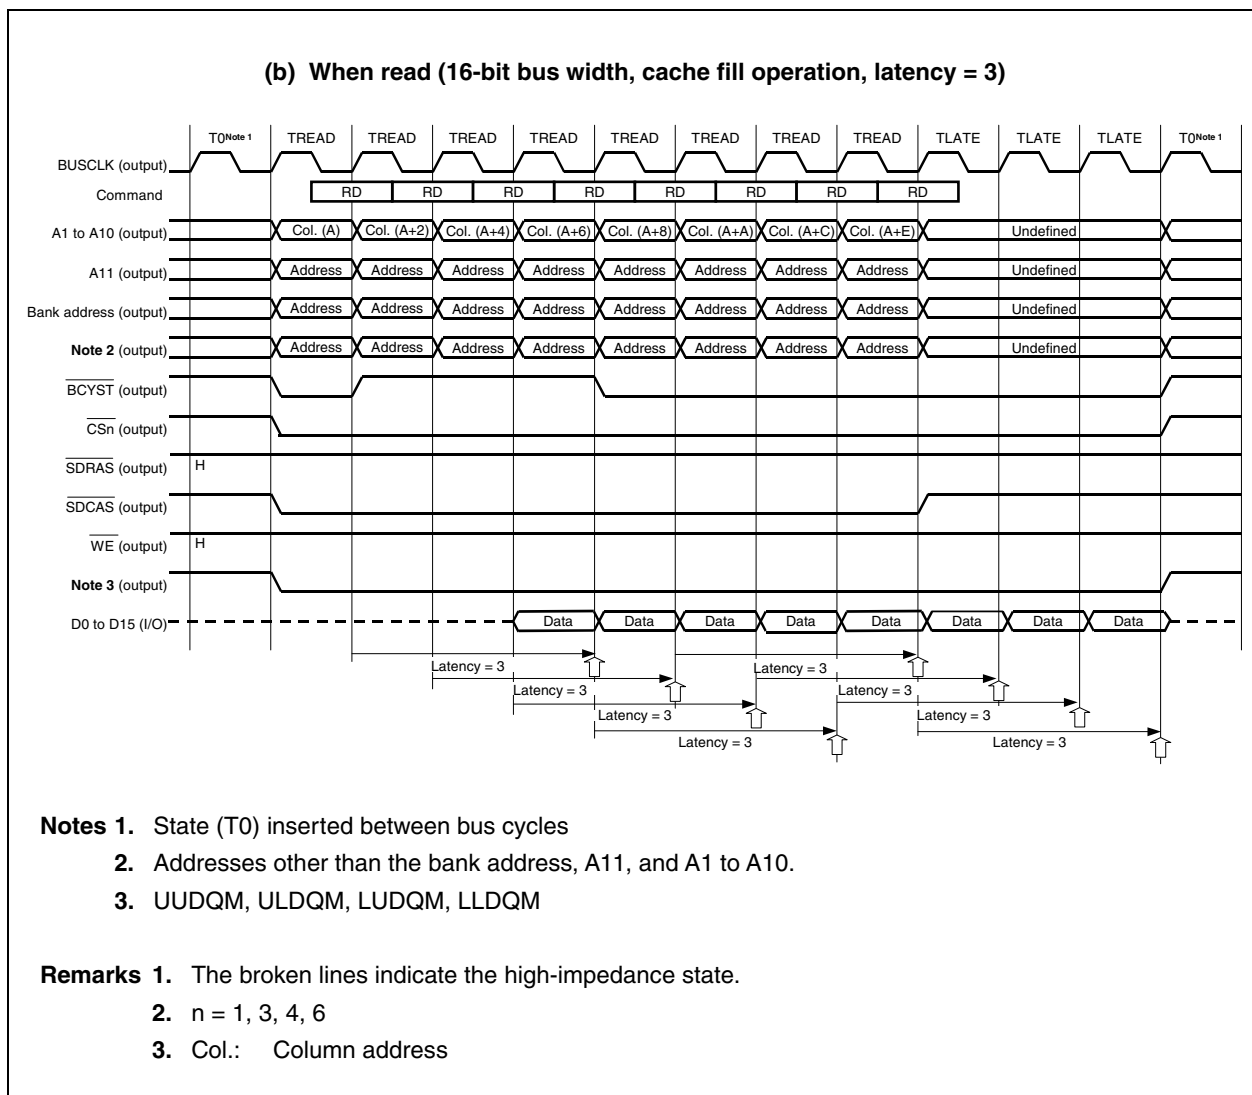 (b) When read (16-bit bus width, cache fill operation, latency = 3)
T0Note 1 TREAD TREAD TREAD TREAD TREAD TREAD TREAD TREAD TLATE TLATE TLATE T0Note 1
BUSCLK (output)
Command RD RD RD RD RD RD RD RD
A1 to A10 (output) Col. (A) Col. (A+2) Col. (A+4) Col. (A+6) Col. (A+8) Col. (A+A) Col. (A+C) Col. (A+E) Undefined
A11 (output) Address Address Address Address Address Address Address Address Undefined
Bank address (output) Address Address Address Address Address Address Address Address Undefined
Note 2 (output) Address Address Address Address Address Address Address Address Undefined
BCYST (output)
CSn (output)
SDRAS (output) H
SDCAS (output)
WE (output) H
Note 3 (output)
D0 to D15 (I/O) Data Data Data Data Data Data Data Data
Latency = 3 Latency = 3
Latency = 3 Latency = 3
Latency = 3 Latency = 3
Latency = 3 Latency = 3
Notes 1. State (T0) inserted between bus cycles
2. Addresses other than the bank address, A11, and A1 to A10.
3. UUDQM, ULDQM, LUDQM, LLDQM
Remarks 1. The broken lines indicate the high-impedance state.
2. n = 1, 3, 4, 6
3. Col.: Column address